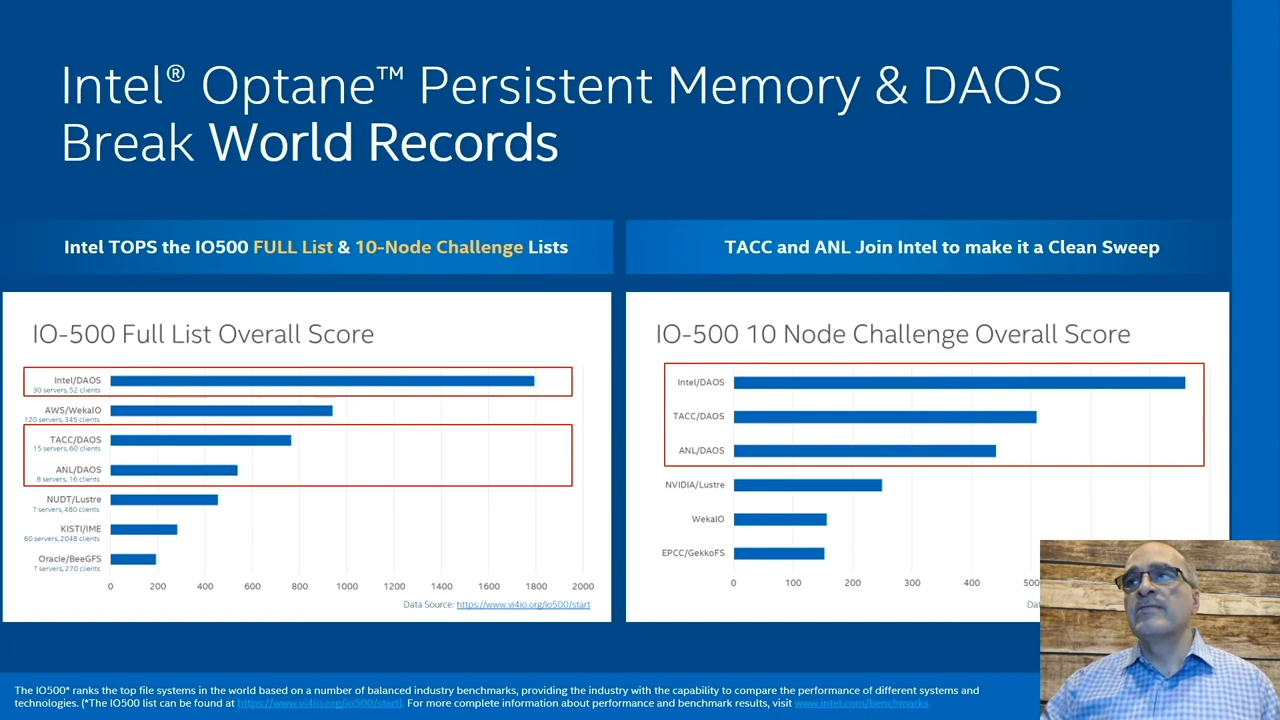 Intel® Optane™ Persistent Memory & DAOS
Break World Records
Intel TOPS the IO500 FULL List & 10-Node Challenge Lists
TACC and ANL Join Intel to make it a Clean Sweep
IO-500 Full List Overall Score
Intel/DAOS
30 servers, 52 clients
AWS/WekaIO
120 servers, 345 clients
TACC/DAOS
15 servers, 60 clients
ANL/DAOS
8 servers, 16 clients
NUDT/Lustre
? servers, 480 clients
KISTI/IME
60 servers, 2048 clients
Oracle/BeeGFS
? servers, 270 clients
0 200 400 600 800 1000 1200 1400 1600 1800 2000
Data Source: https://www.vi4io.org/io500/start
IO-500 10 Node Challenge Overall Score
Intel/DAOS
TACC/DAOS
ANL/DAOS
NVIDIA/Lustre
WekaIO
EPCC/GekkoFS
0 100 200 300 400 500
The IO500* ranks the top file systems in the world based on a number of balanced industry benchmarks, providing the industry with the capability to compare the performance of different systems and
technologies. (*The IO500 list can be found at https://www.vi4io.org/io500/start). For more complete information about performance and benchmark results, visit www.intel.com/benchmarks.